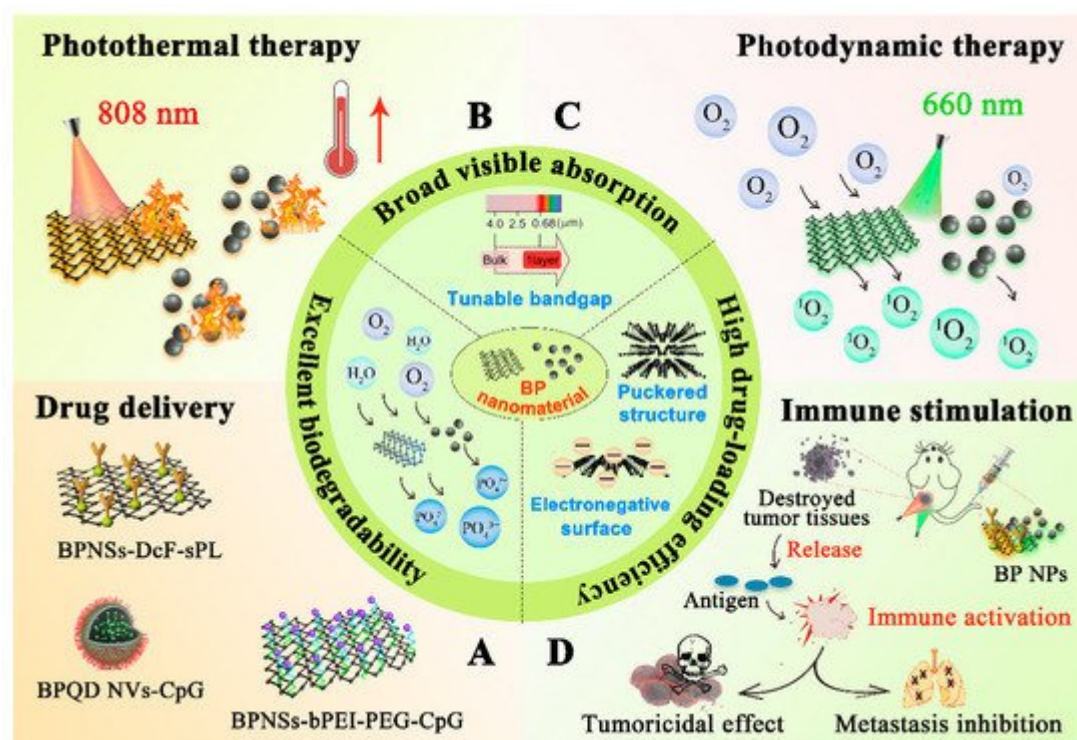 Photothermal therapy
808 nm
B
C
Photodynamic therapy
660 nm
O2
O2
O2
O2
O2
1O2
1O2
1O2
1O2
1O2
Broad visible absorption
4.0 2.5 0.68(μm)
Bulk 1layer
Tunable bandgap
Excellent biodegradability
O2
H2O
H2O
O2
PO43-
PO43-
PO43-
BP
nanomaterial
High drug-loading efficiency
Puckered
structure
Electronegative
surface
Drug delivery
BPNSs-DcF-sPL
BPQD NVs-CpG
BPNSs-bPEI-PEG-CpG
A
D
Immune stimulation
Destroyed
tumor tissues
Release
BP NPs
Antigen
Immune activation
Tumoricidal effect
Metastasis inhibition